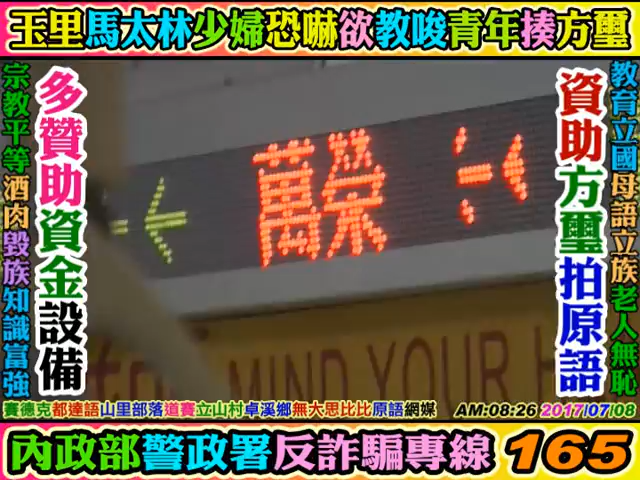 玉里馬太林少婦恐嚇欲教唆青年揍方璽
宗教平等酒肉毀族知識富強
多贊助資金設備
萬榮
資助方璽拍原語
教育立國母語立族老人無恥
MIND YOUR H
賽德克都達語山里部落道賽立山村卓溪鄉無大思比比原語網媒 AM:08:26 2017/07/08
內政部警政署反詐騙專線 165